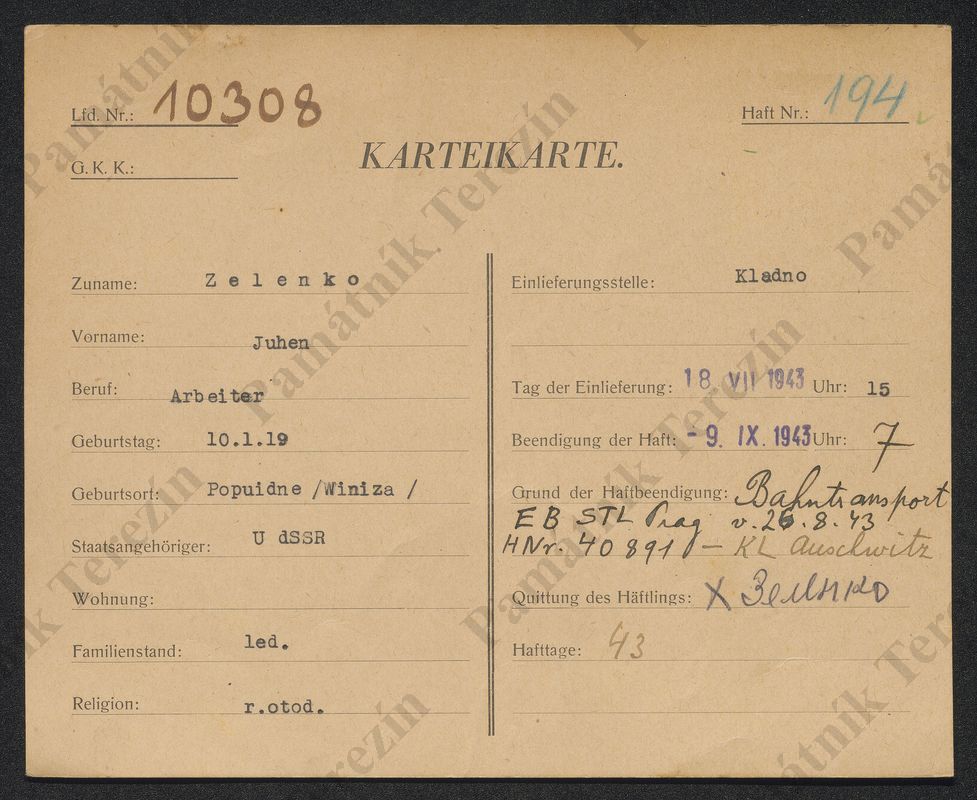 Lfd. Nr.: 10308
Haft Nr.: 194
G. K. K.:
KARTEIKARTE.
Zuname: Zelenko
Vorname: Juhen
Beruf: Arbeiter
Geburtstag: 10.1.19
Geburtsort: Popuidne /Winiza /
Staatsangehöriger: U dSSR
Wohnung:
Familienstand: led.
Religion: r.otod.
Einlieferungsstelle: Kladno
Tag der Einlieferung: 18. VII 1943 Uhr: 15
Beendigung der Haft: - 9. IX. 1943 Uhr: 7
Grund der Haftbeendigung: Bahntransport
EB STL Prag v. 26.8.43
HNr. 40891 - KL Auschwitz
Quittung des Häftlings: X
Hafttage: 43
Památník Terezín